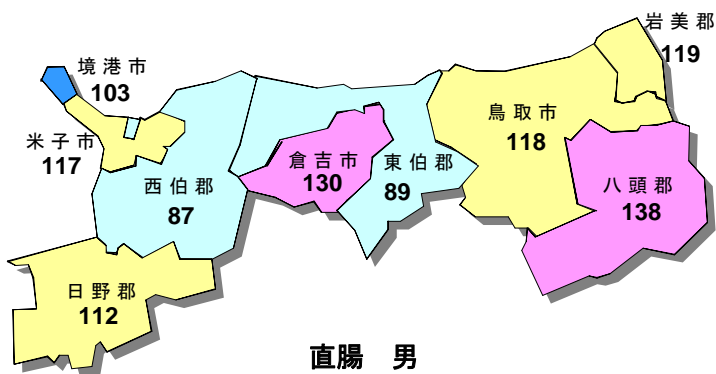 岩美郡
119
境港市
103
鳥取市
118
米子市
117
倉吉市
130
東伯郡
89
西伯郡
87
八頭郡
138
日野郡
112
直腸　男